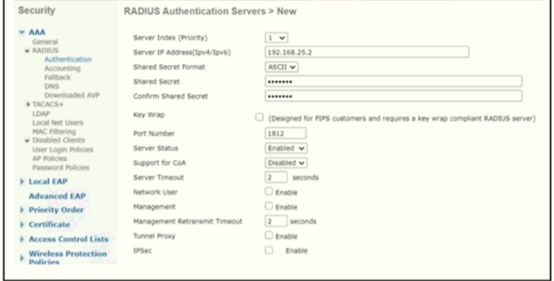 Security
AAA
General
RADIUS
Authentication
Accounting
Fallback
DNS
Downloaded AVP
TACACS+
LDAP
Local Net Users
MAC Filtering
Disabled Clients
User Login Policies
AP Policies
Password Policies
Local EAP
Advanced EAP
Priority Order
Certificate
Access Control Lists
Wireless Protection
Policies
RADIUS Authentication Servers > New
Server Index (Priority) 1
Server IP Address(Ipv4/Ipv6) 192.168.25.2
Shared Secret Format ASCII
Shared Secret •••••••
Confirm Shared Secret •••••••
Key Wrap (Designed for FIPS customers and requires a key wrap compliant RADIUS server)
Port Number 1812
Server Status Enabled
Support for CoA Disabled
Server Timeout 2 seconds
Network User Enable
Management Enable
Management Retransmit Timeout 2 seconds
Tunnel Proxy Enable
IPSec Enable